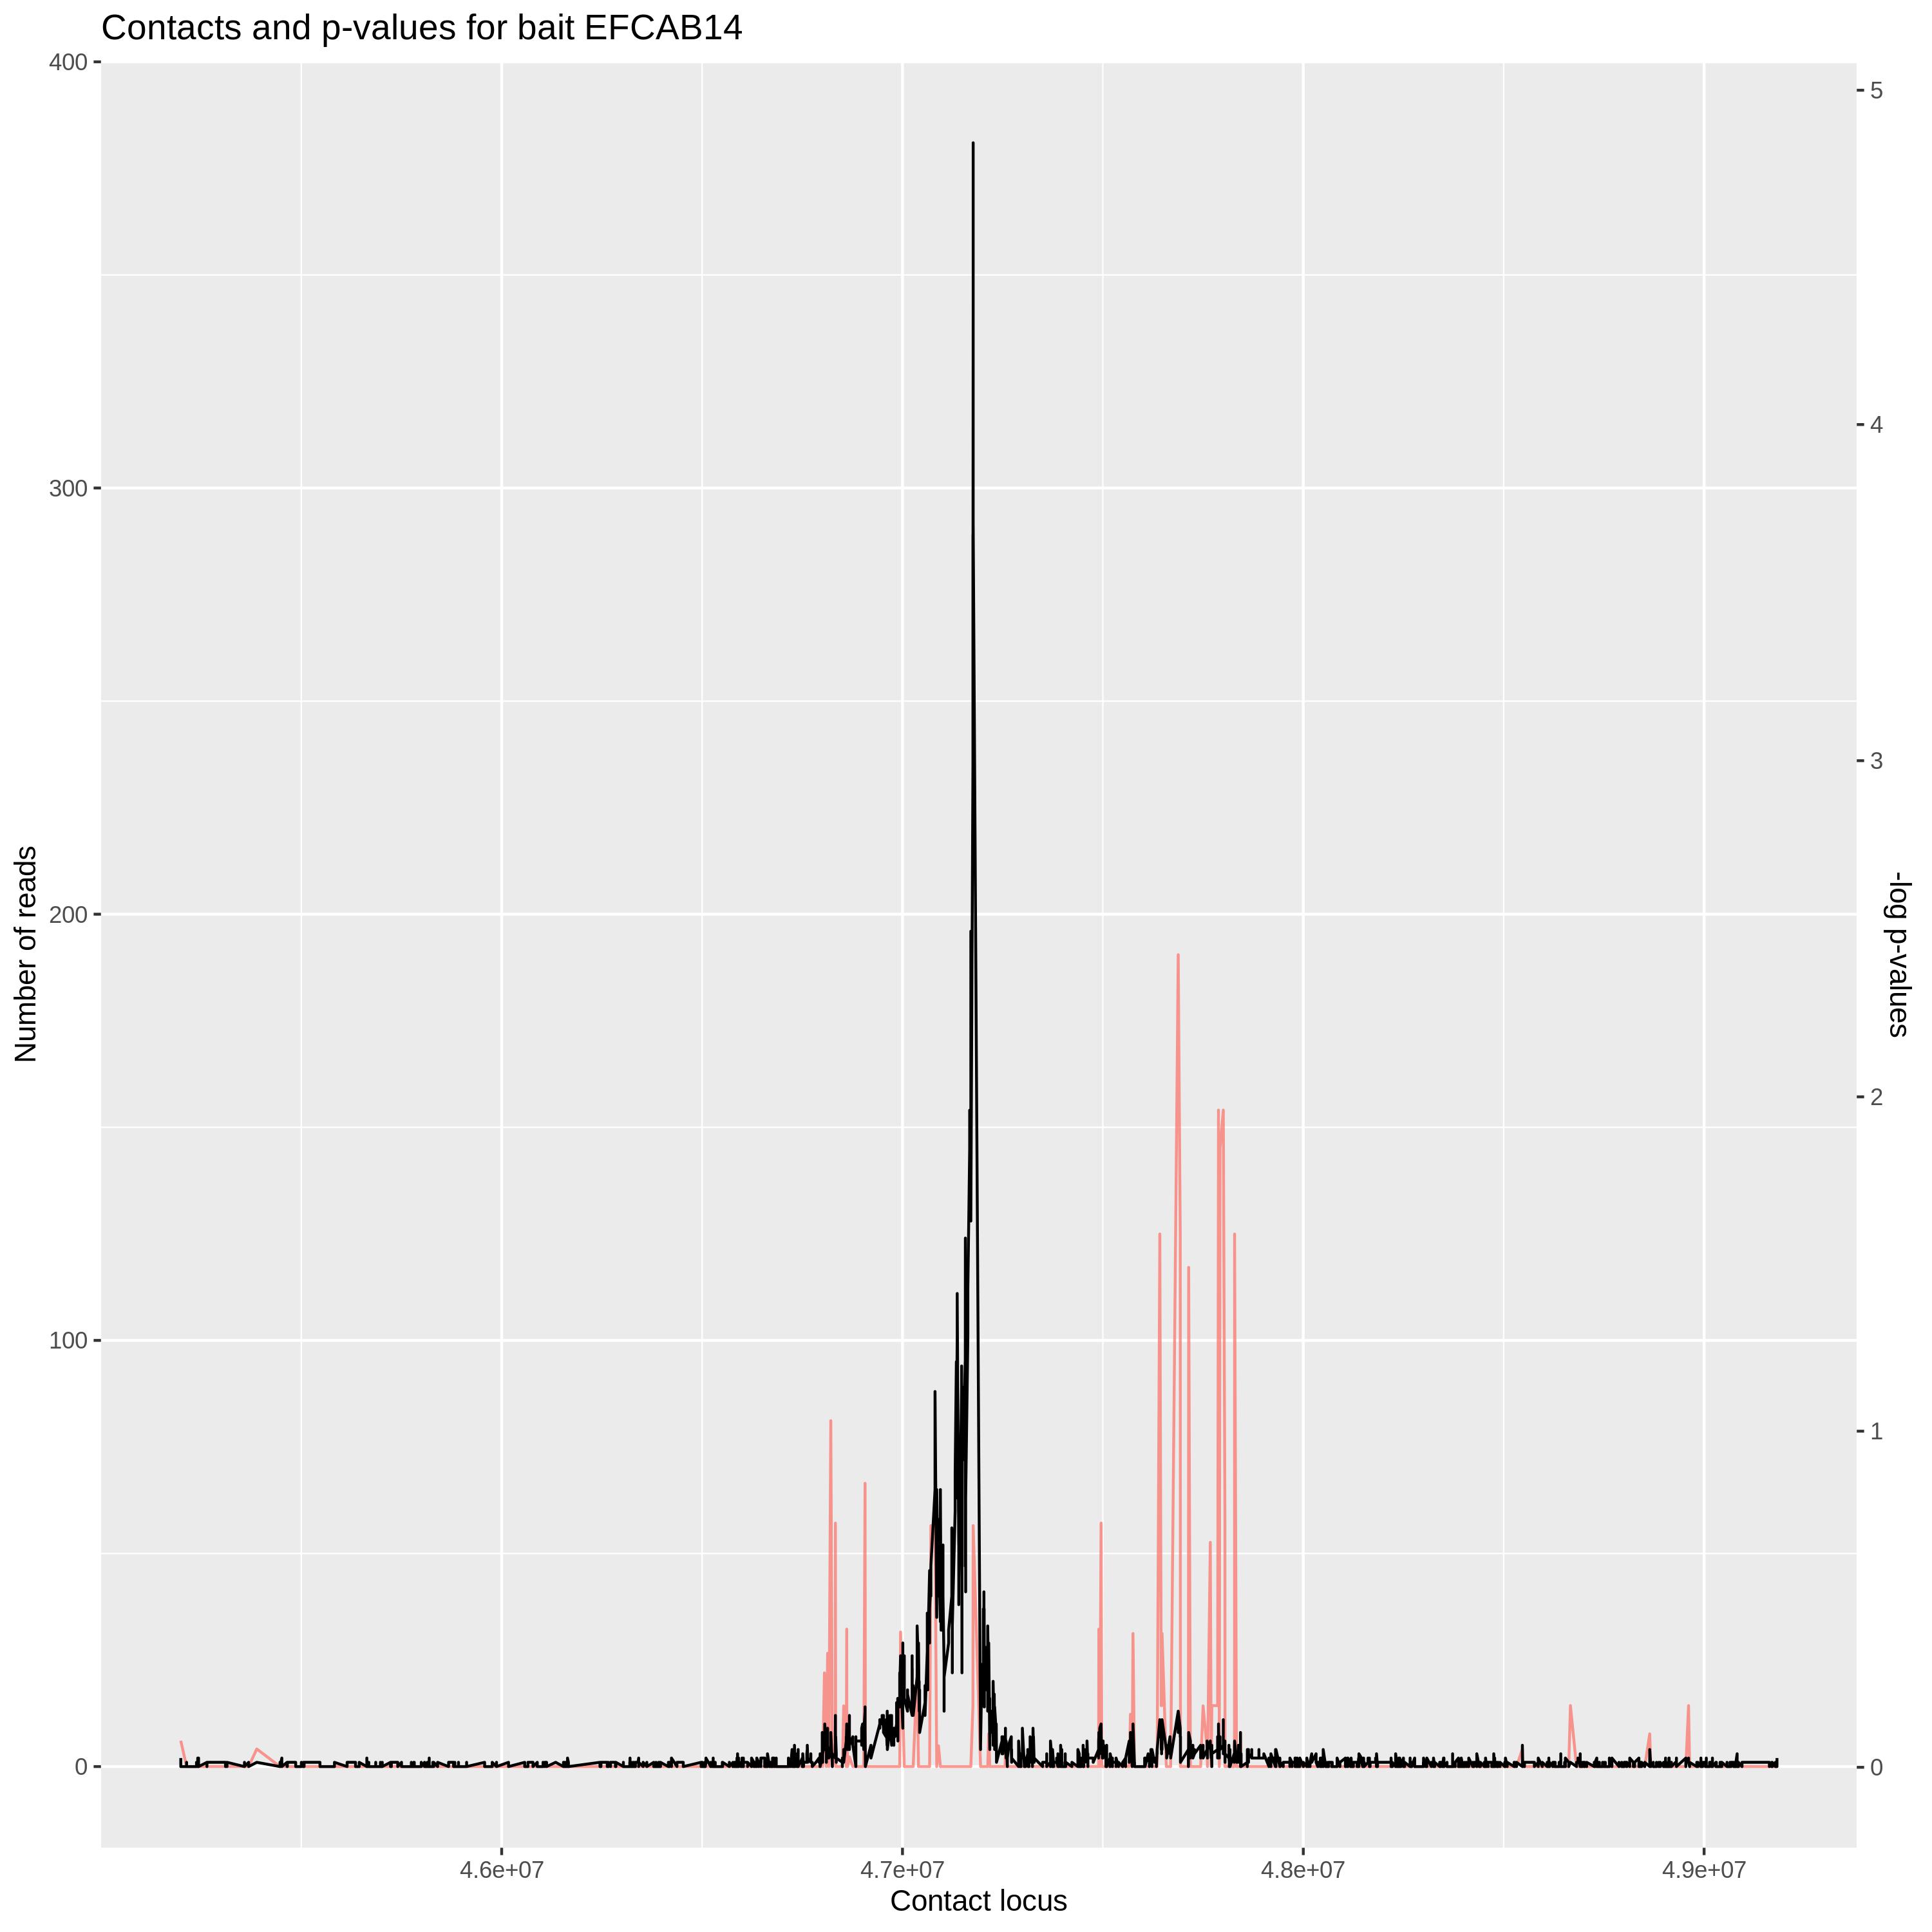 Contacts and p-values for bait EFCAB14
400
300
200
100
0
Number of reads
5
4
3
2
1
0
-log p-values
4.6e+07
4.7e+07
4.8e+07
4.9e+07
Contact locus